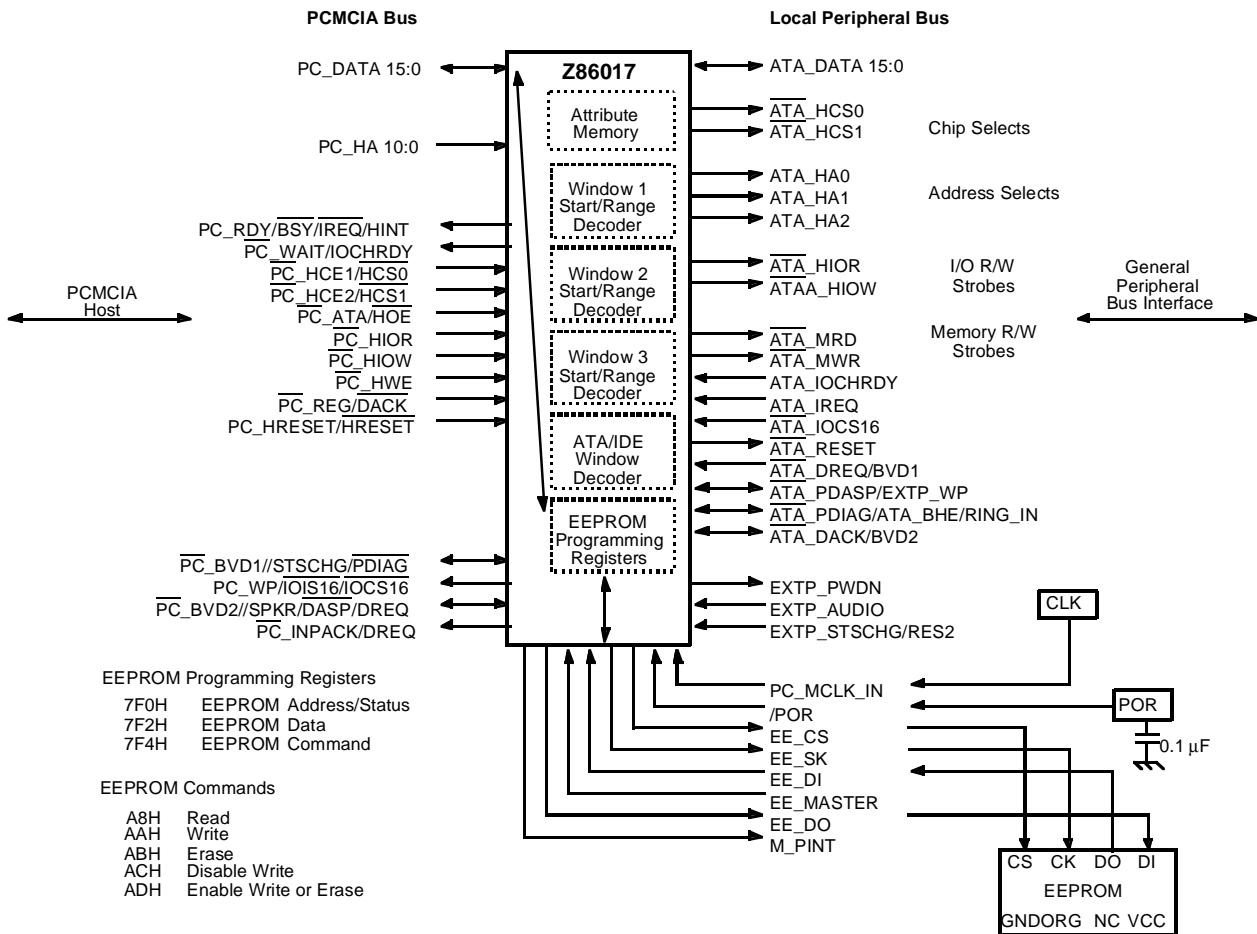 PCMCIA Bus
Local Peripheral Bus
Z86017
PC_DATA 15:0
ATA_DATA 15:0
Attribute
Memory
ATA_HCS0
ATA_HCS1
Chip Selects
PC_HA 10:0
Window 1
Start/Range
Decoder
ATA_HA0
ATA_HA1
ATA_HA2
Address Selects
PC_RDY/BSY/IREQ/HINT
PC_WAIT/IOCHRDY
PC_HCE1/HCS0
PC_HCE2/HCS1
PC_ATA/HOE
PC_HIOR
PC_HIOW
PC_HWE
PC_REG/DACK
PC_HRESET/HRESET
PCMCIA
Host
Window 2
Start/Range
Decoder
ATA_HIOR
ATAA_HIOW
I/O R/W
Strobes
General
Peripheral
Bus Interface
Window 3
Start/Range
Decoder
ATA_MRD
ATA_MWR
Memory R/W
Strobes
ATA_IOCHRDY
ATA_IREQ
ATA_IOCS16
ATA_RESET
ATA_DREQ/BVD1
ATA_PDASP/EXTP_WP
ATA_PDIAG/ATA_BHE/RING_IN
ATA_DACK/BVD2
ATA/IDE
Window
Decoder
EEPROM
Programming
Registers
PC_BVD1//STSCHG/PDIAG
PC_WP/IOIS16/IOCS16
PC_BVD2//SPKR/DASP/DREQ
PC_INPACK/DREQ
EXTP_PWDN
EXTP_AUDIO
EXTP_STSCHG/RES2
CLK
PC_MCLK_IN
/POR
EE_CS
EE_SK
EE_DI
EE_MASTER
EE_DO
M_PINT
POR
0.1 μF
EEPROM Programming Registers
7F0H EEPROM Address/Status
7F2H EEPROM Data
7F4H EEPROM Command
EEPROM Commands
A8H Read
AAH Write
ABH Erase
ACH Disable Write
ADH Enable Write or Erase
CS CK DO DI
EEPROM
GNDORG NC VCC